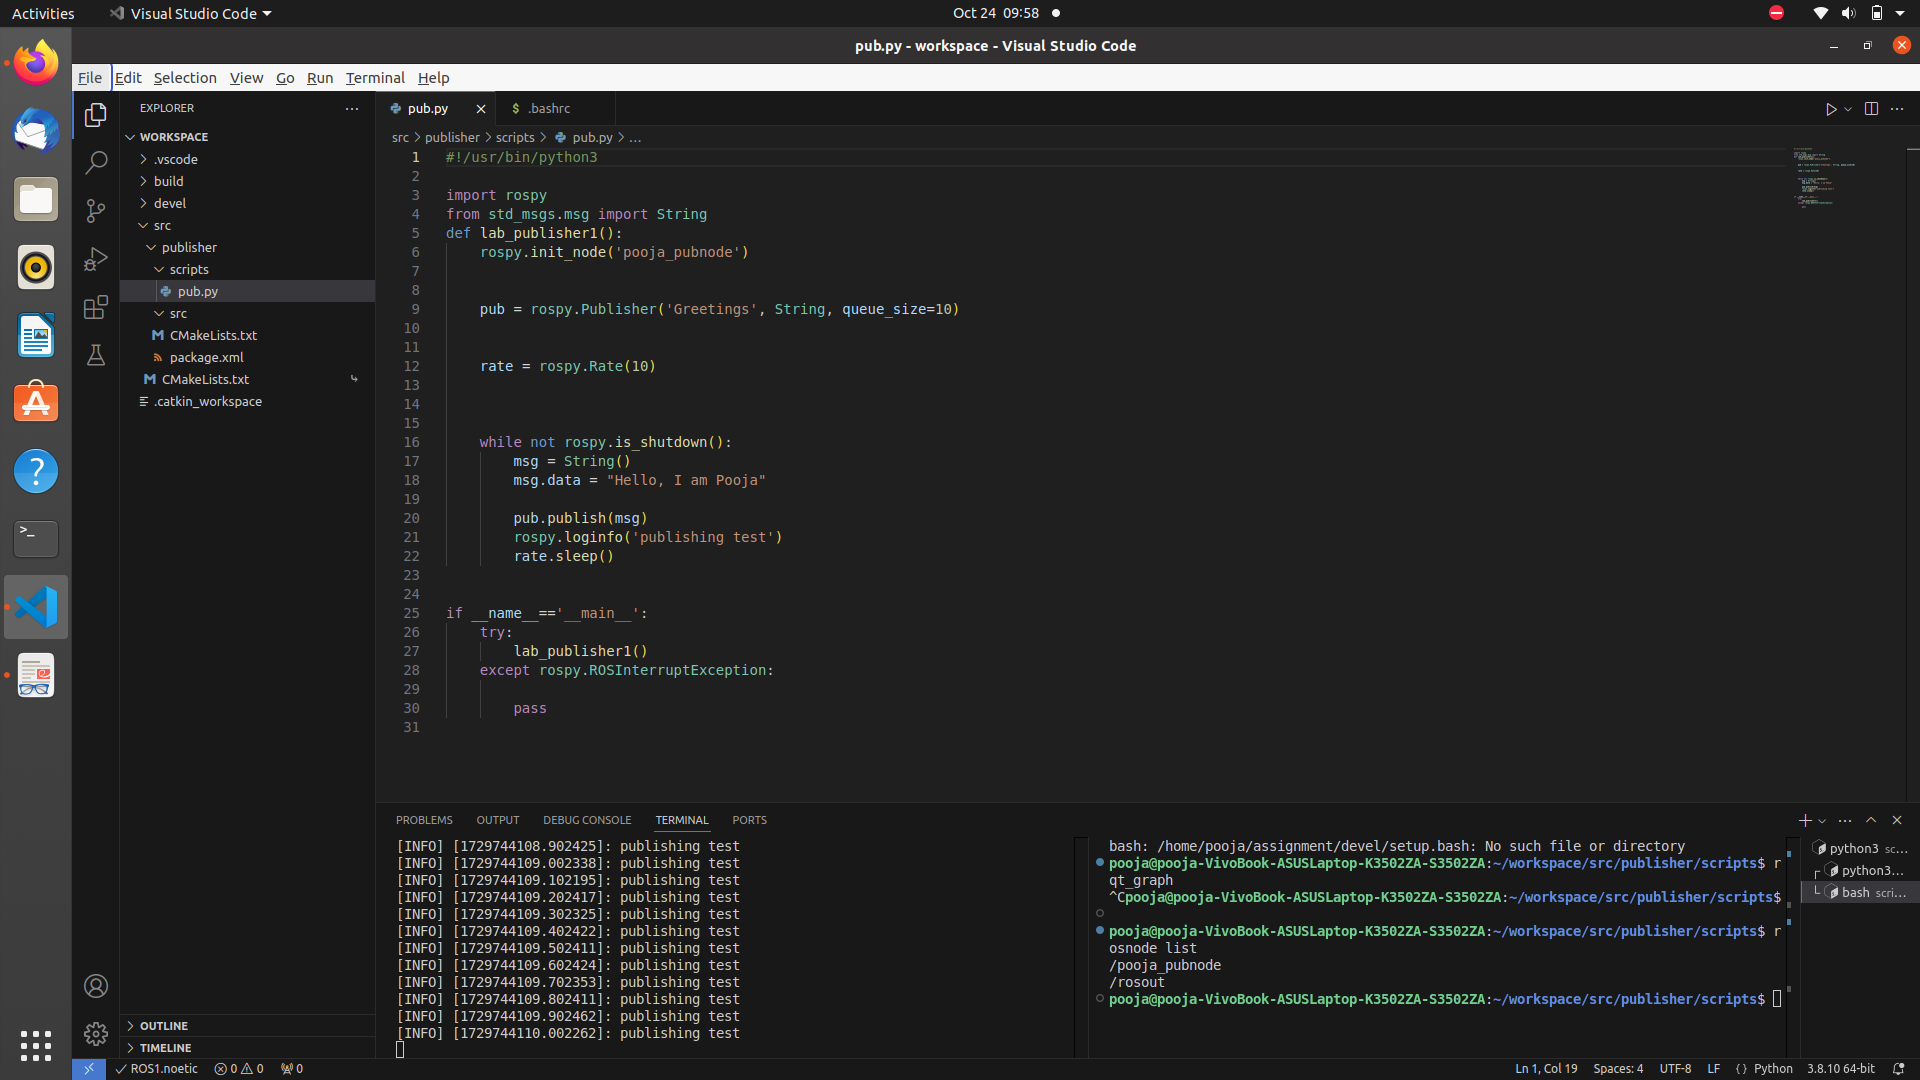 Activities
Visual Studio Code
Oct 24 09:58
pub.py - workspace - Visual Studio Code
File Edit Selection View Go Run Terminal Help
EXPLORER
WORKSPACE
.vscode
build
devel
src
publisher
scripts
pub.py
src
CMakeLists.txt
package.xml
CMakeLists.txt
.catkin_workspace
OUTLINE
TIMELINE
pub.py
$ .bashrc
src > publisher > scripts > pub.py > ...
1 #!/usr/bin/python3
2
3 import rospy
4 from std_msgs.msg import String
5 def lab_publisher1():
6 rospy.init_node('pooja_pubnode')
7
8
9 pub = rospy.Publisher('Greetings', String, queue_size=10)
10
11
12 rate = rospy.Rate(10)
13
14
15
16 while not rospy.is_shutdown():
17 msg = String()
18 msg.data = "Hello, I am Pooja"
19
20 pub.publish(msg)
21 rospy.loginfo('publishing test')
22 rate.sleep()
23
24
25 if __name__=='__main__':
26 try:
27 lab_publisher1()
28 except rospy.ROSInterruptException:
29
30 pass
31
PROBLEMS OUTPUT DEBUG CONSOLE TERMINAL PORTS
[INFO] [1729744108.902425]: publishing test
[INFO] [1729744109.002338]: publishing test
[INFO] [1729744109.102195]: publishing test
[INFO] [1729744109.202417]: publishing test
[INFO] [1729744109.302325]: publishing test
[INFO] [1729744109.402422]: publishing test
[INFO] [1729744109.502411]: publishing test
[INFO] [1729744109.602424]: publishing test
[INFO] [1729744109.702353]: publishing test
[INFO] [1729744109.802411]: publishing test
[INFO] [1729744109.902462]: publishing test
[INFO] [1729744110.002262]: publishing test
bash: /home/pooja/assignment/devel/setup.bash: No such file or directory
pooja@pooja-VivoBook-ASUSLaptop-K3502ZA-S3502ZA:~/workspace/src/publisher/scripts$ r
qt_graph
^Cpooja@pooja-VivoBook-ASUSLaptop-K3502ZA-S3502ZA:~/workspace/src/publisher/scripts$
pooja@pooja-VivoBook-ASUSLaptop-K3502ZA-S3502ZA:~/workspace/src/publisher/scripts$ r
osnode list
/pooja_pubnode
/rosout
pooja@pooja-VivoBook-ASUSLaptop-K3502ZA-S3502ZA:~/workspace/src/publisher/scripts$
python3 sc...
python3...
bash scri...
ROS1.noetic 0 0 0
Ln 1, Col 19 Spaces: 4 UTF-8 LF {} Python 3.8.10 64-bit